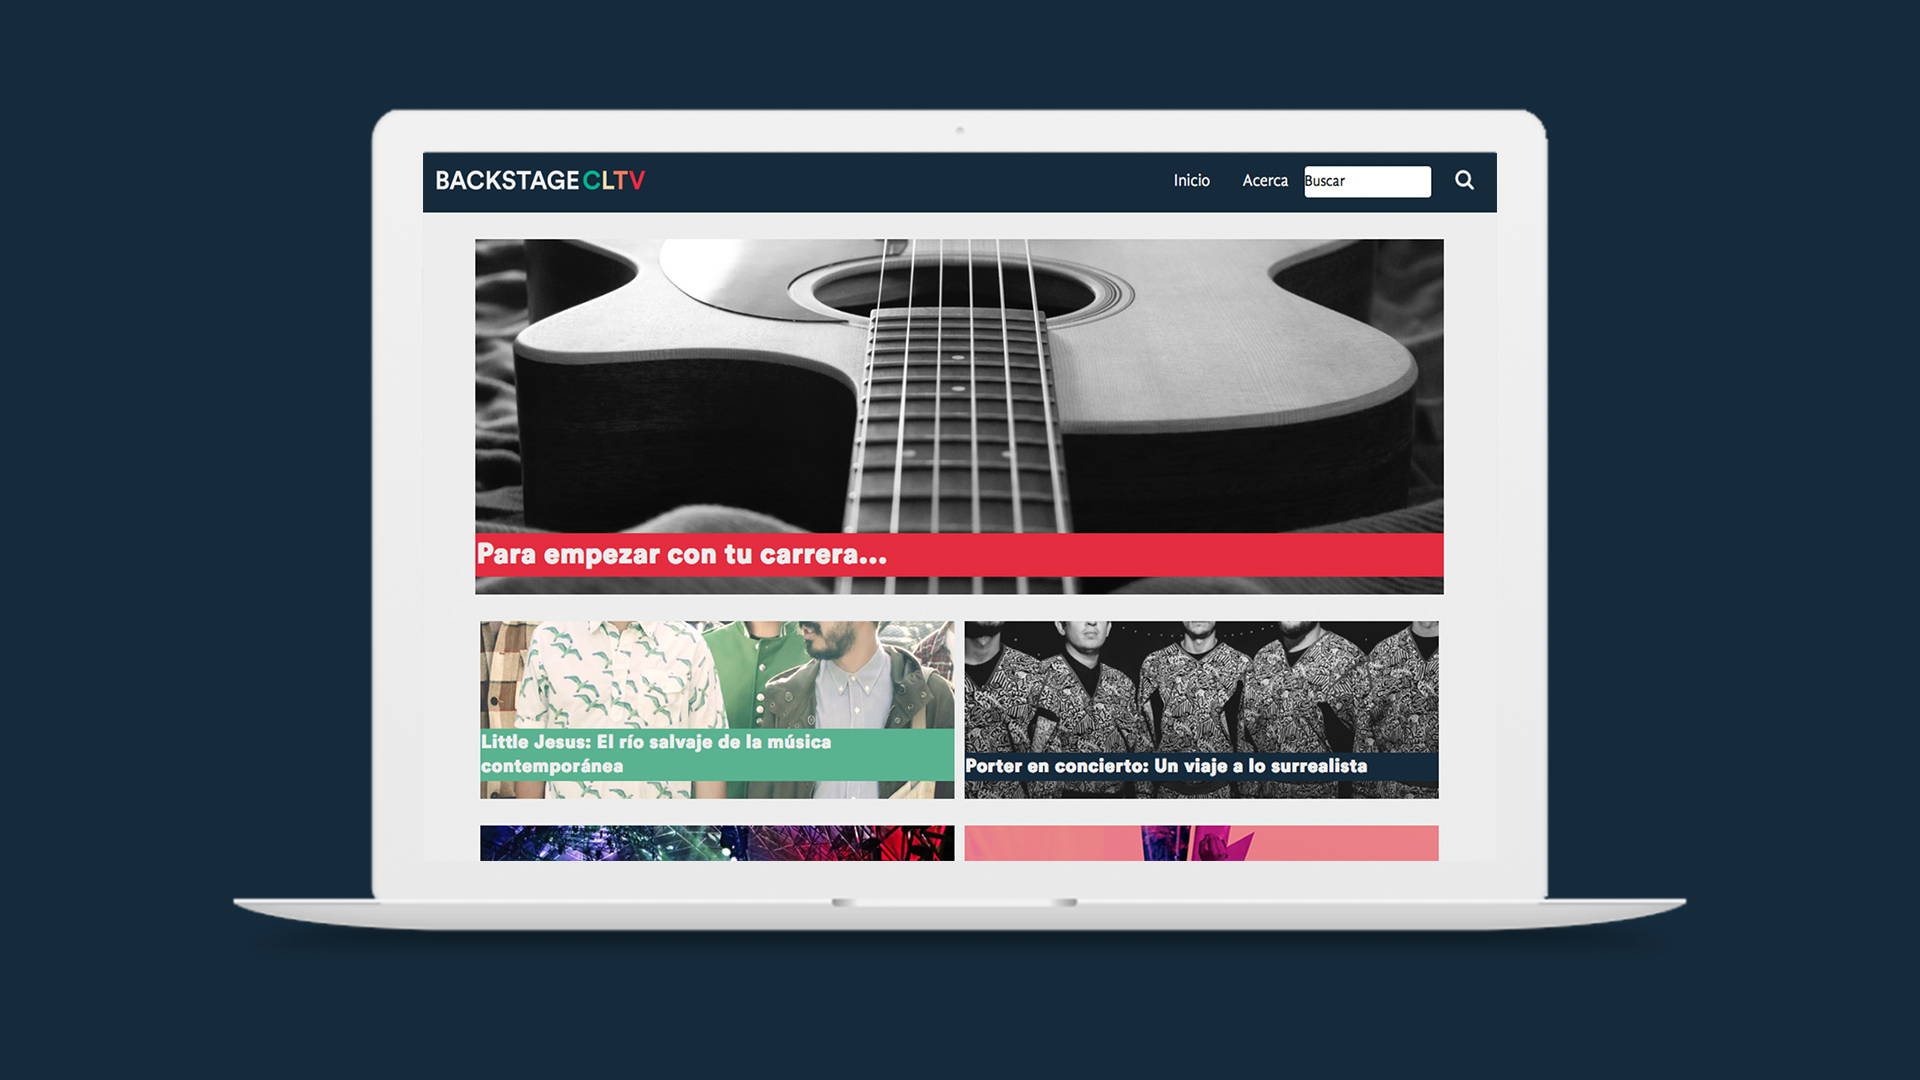 BACKSTAGE CLTV
Inicio
Acerca
Buscar
Para empezar con tu carrera...
Little Jesus: El río salvaje de la música
contemporánea
Porter en concierto: Un viaje a lo surrealista